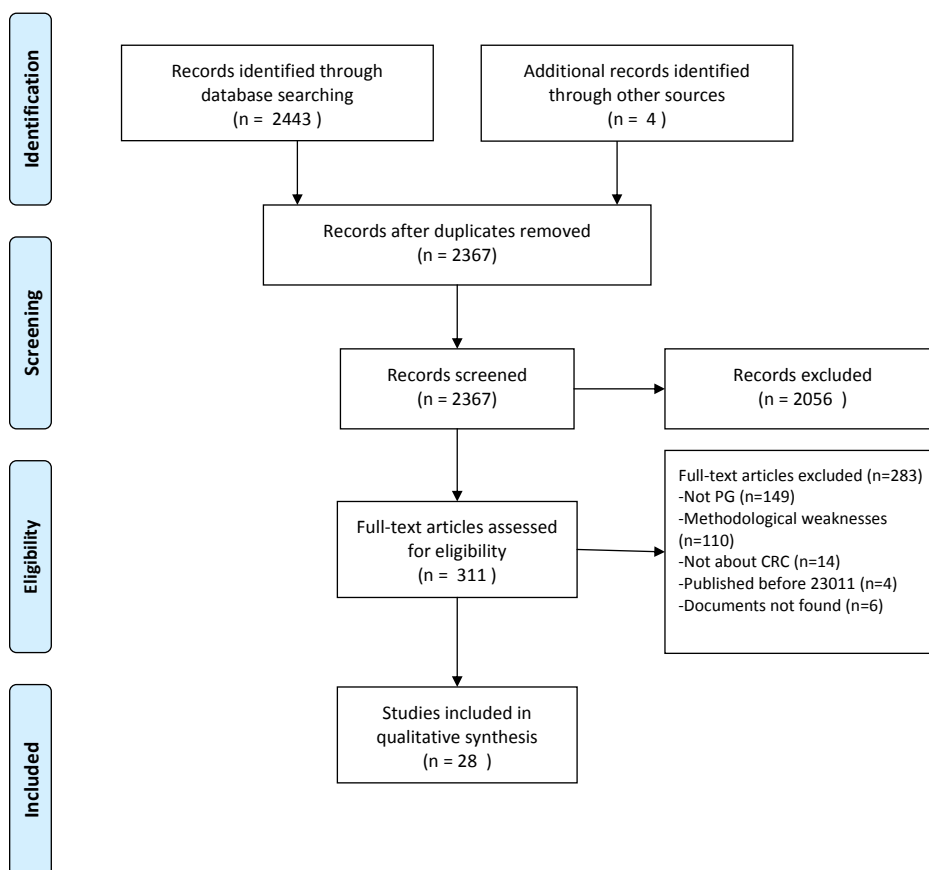 Identification
Records identified through
database searching
(n = 2443 )
Additional records identified
through other sources
(n = 4 )
Records after duplicates removed
(n = 2367)
Screening
Records screened
(n = 2367)
Records excluded
(n = 2056 )
Eligibility
Full-text articles assessed
for eligibility
(n = 311 )
Full-text articles excluded (n=283)
-Not PG (n=149)
-Methodological weaknesses
(n=110)
-Not about CRC (n=14)
-Published before 23011 (n=4)
-Documents not found (n=6)
Included
Studies included in
qualitative synthesis
(n = 28 )